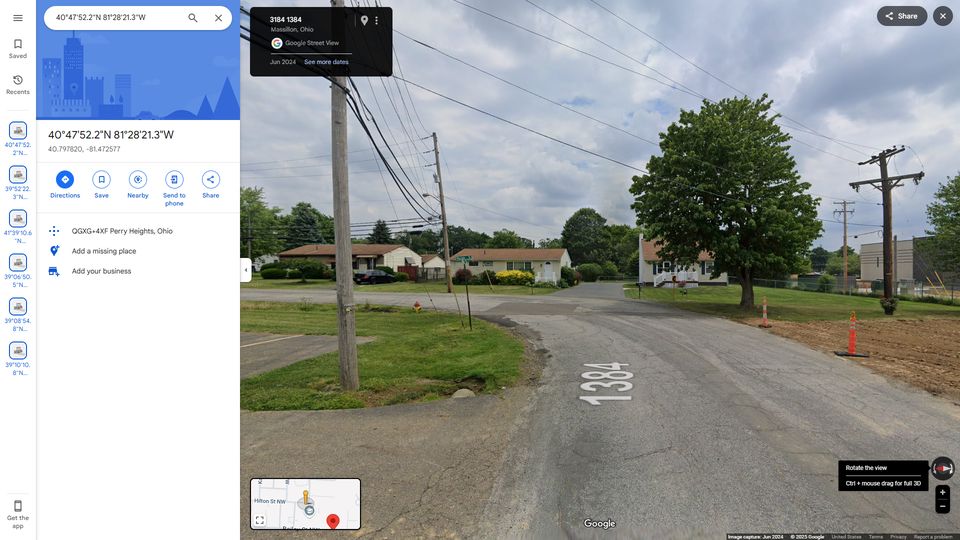 40°47'52.2"N 81°28'21.3"W
Saved
Recents
40°47'52.
2"N...
39°52'22.
3"N...
41°39'10.6
"N...
39°06'50.
5"N...
39°08'54.
8"N...
39°10'10.
8"N...
Get the
app
40°47'52.2"N 81°28'21.3"W
40.797820, -81.472577
Directions
Save
Nearby
Send to
phone
Share
QGXG+4XF Perry Heights, Ohio
Add a missing place
Add your business
3184 1384
Massillon, Ohio
Google Street View
Jun 2024 See more dates
Share
1384
Hilton St NW
Rotate the view
Ctrl + mouse drag for full 3D
Google
Image capture: Jun 2024 © 2025 Google United States Terms Privacy Report a problem